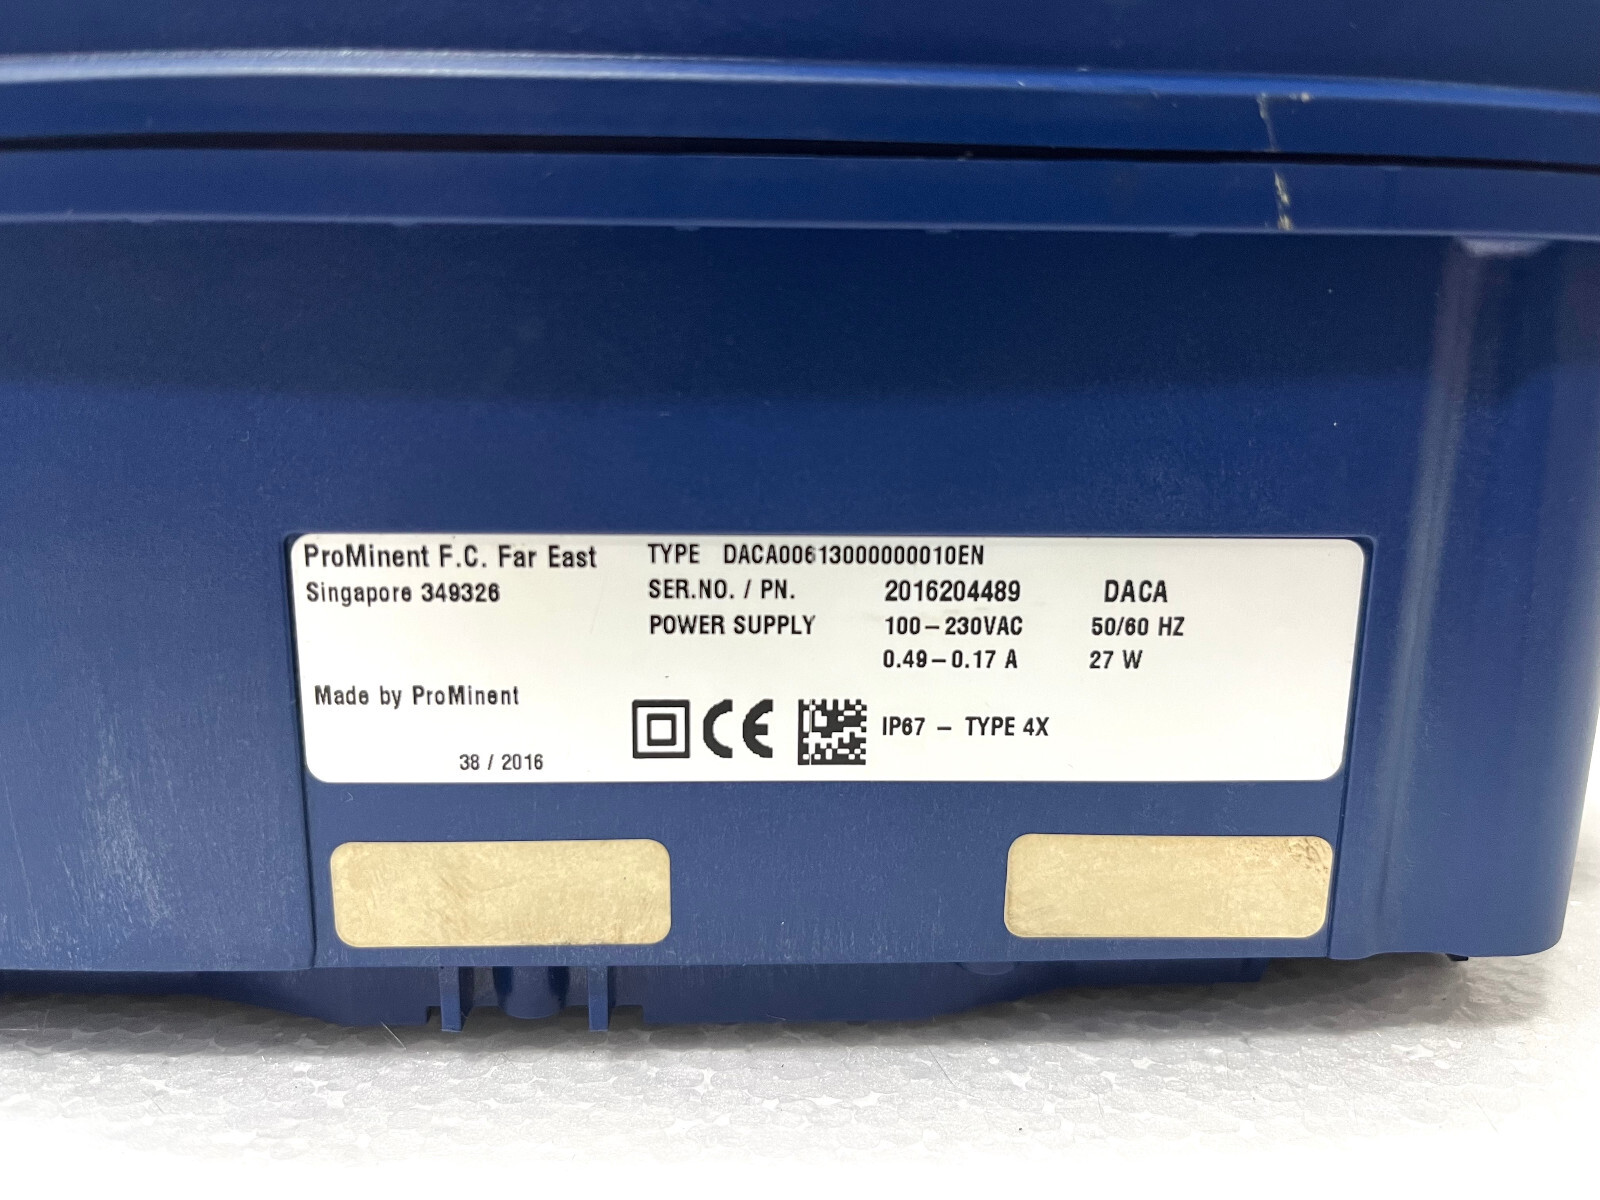 ProMinent F.C. Far East
Singapore 349326
Made by ProMinent
38 / 2016
TYPE DACA00613000000010EN
SER.NO. / PN. 2016204489 DACA
POWER SUPPLY 100-230VAC 50/60 HZ
0.49-0.17 A 27 W
CE IP67 - TYPE 4X